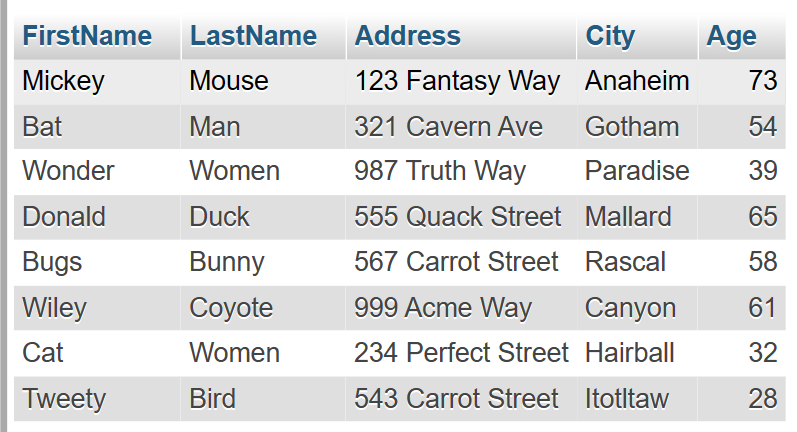 FirstName LastName Address City Age
Mickey Mouse 123 Fantasy Way Anaheim 73
Bat Man 321 Cavern Ave Gotham 54
Wonder Women 987 Truth Way Paradise 39
Donald Duck 555 Quack Street Mallard 65
Bugs Bunny 567 Carrot Street Rascal 58
Wiley Coyote 999 Acme Way Canyon 61
Cat Women 234 Perfect Street Hairball 32
Tweety Bird 543 Carrot Street Itotltaw 28